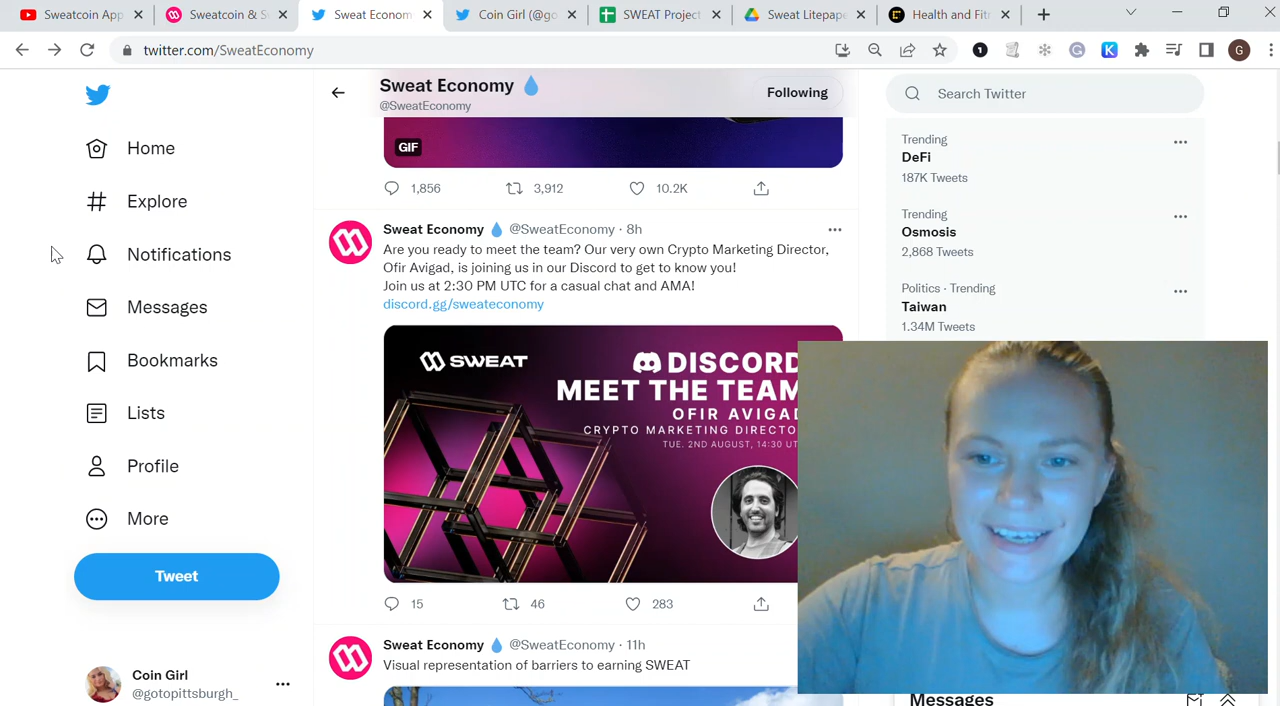 Sweatcoin App
Sweatcoin & S
Sweat Econom
Coin Girl (@go
SWEAT Project
Sweat Litepape
Health and Fit
twitter.com/SweatEconomy
G
Home
Explore
Notifications
Messages
Bookmarks
Lists
Profile
More
Tweet
Coin Girl
@gotopittsburgh_
Sweat Economy
@SweatEconomy
Following
GIF
1,856 3,912 10.2K
Sweat Economy @SweatEconomy · 8h
Are you ready to meet the team? Our very own Crypto Marketing Director,
Ofir Avigad, is joining us in our Discord to get to know you!
Join us at 2:30 PM UTC for a casual chat and AMA!
discord.gg/sweateconomy
SWEAT
DISCORD
MEET THE TEAM
OFIR AVIGAD
CRYPTO MARKETING DIRECTO
TUE. 2ND AUGUST, 14:30 UT
15 46 283
Sweat Economy @SweatEconomy · 11h
Visual representation of barriers to earning SWEAT
Search Twitter
Trending
DeFi
187K Tweets
Trending
Osmosis
2,868 Tweets
Politics · Trending
Taiwan
1.34M Tweets
Messages